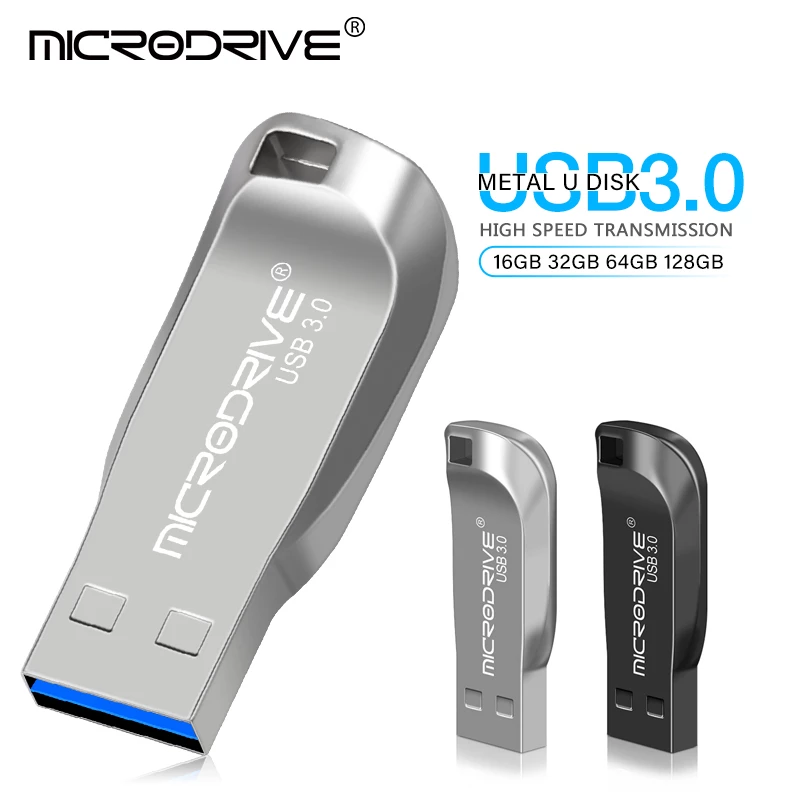 MICRODRIVE®
USB3.0
METAL U DISK
HIGH SPEED TRANSMISSION
16GB 32GB 64GB 128GB
MICRODRIVE®
USB 3.0
MICRODRIVE®
USB 3.0
MICRODRIVE®
USB 3.0